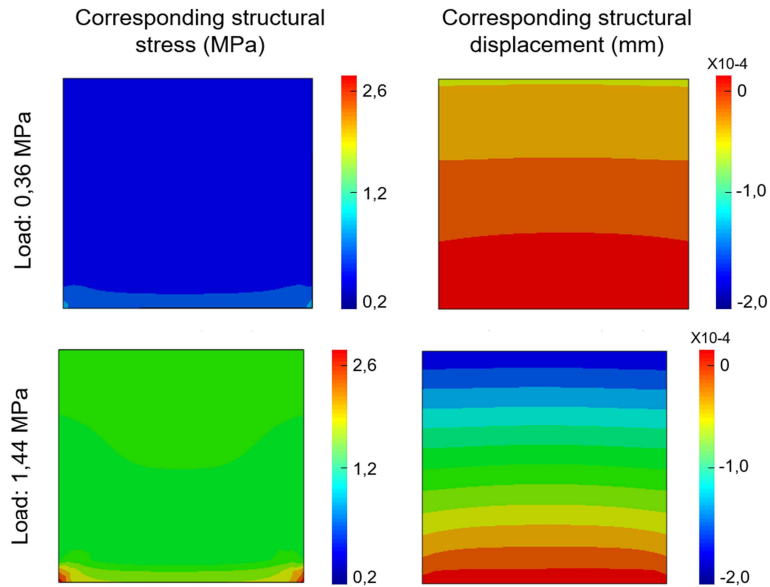 Corresponding structural
stress (MPa)
Corresponding structural
displacement (mm)
Load: 0,36 MPa
2,6
1,2
0,2
X10-4
0
-1,0
-2,0
Load: 1,44 MPa
2,6
1,2
0,2
X10-4
0
-1,0
-2,0